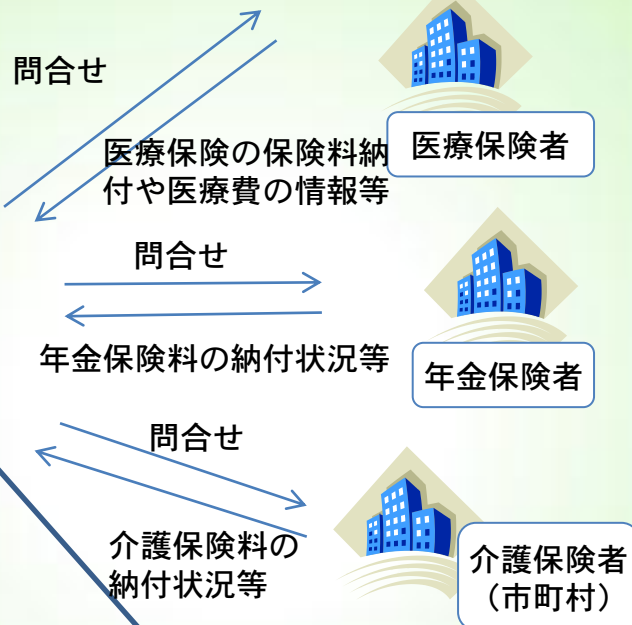 問合せ
医療保険の保険料納
付や医療費の情報等
医療保険者
問合せ
年金保険料の納付状況等
年金保険者
問合せ
介護保険料の
納付状況等
介護保険者
（市町村）